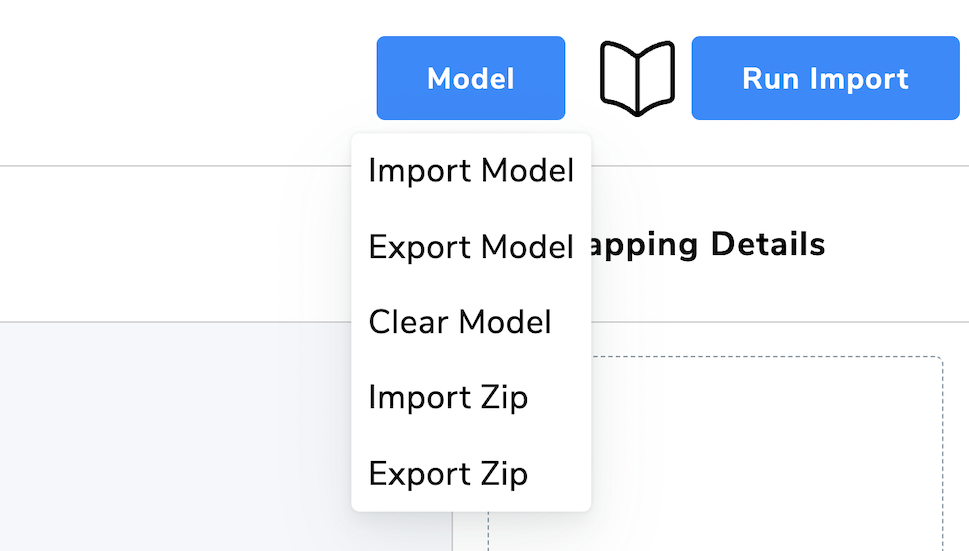 Model
Run Import
Import Model
Export Model
apping Details
Clear Model
Import Zip
Export Zip